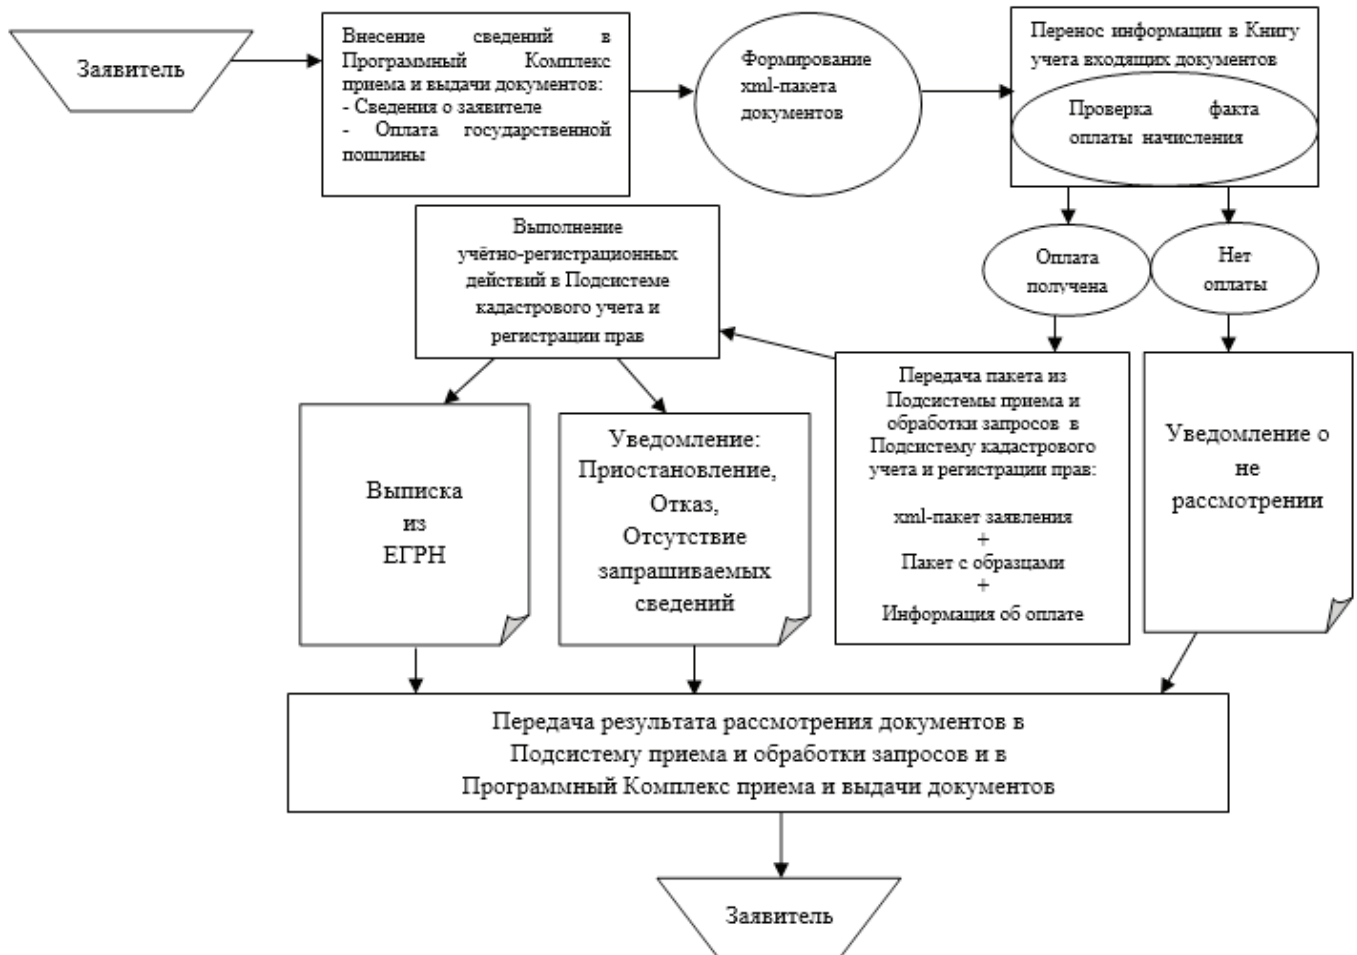 Заявитель
Внесение сведений в
Программный Комплекс
приема и выдачи документов:
- Сведения о заявителе
- Оплата государственной
пошлины
Формирование
xml-пакета
документов
Перенос информации в Книгу
учета входящих документов
Проверка факта
оплаты начисления
Оплата
получена
Нет
оплаты
Выполнение
учётно-регистрационных
действий в Подсистеме
кадастрового учета и
регистрации прав
Передача пакета из
Подсистемы приема и
обработки запросов в
Подсистему кадастрового
учета и регистрации прав:
xml-пакет заявления
+
Пакет с образцами
+
Информация об оплате
Уведомление о
не
рассмотрении
Выписка
из
ЕГРН
Уведомление:
Приостановление,
Отказ,
Отсутствие
запрашиваемых
сведений
Передача результата рассмотрения документов в
Подсистему приема и обработки запросов и в
Программный Комплекс приема и выдачи документов
Заявитель